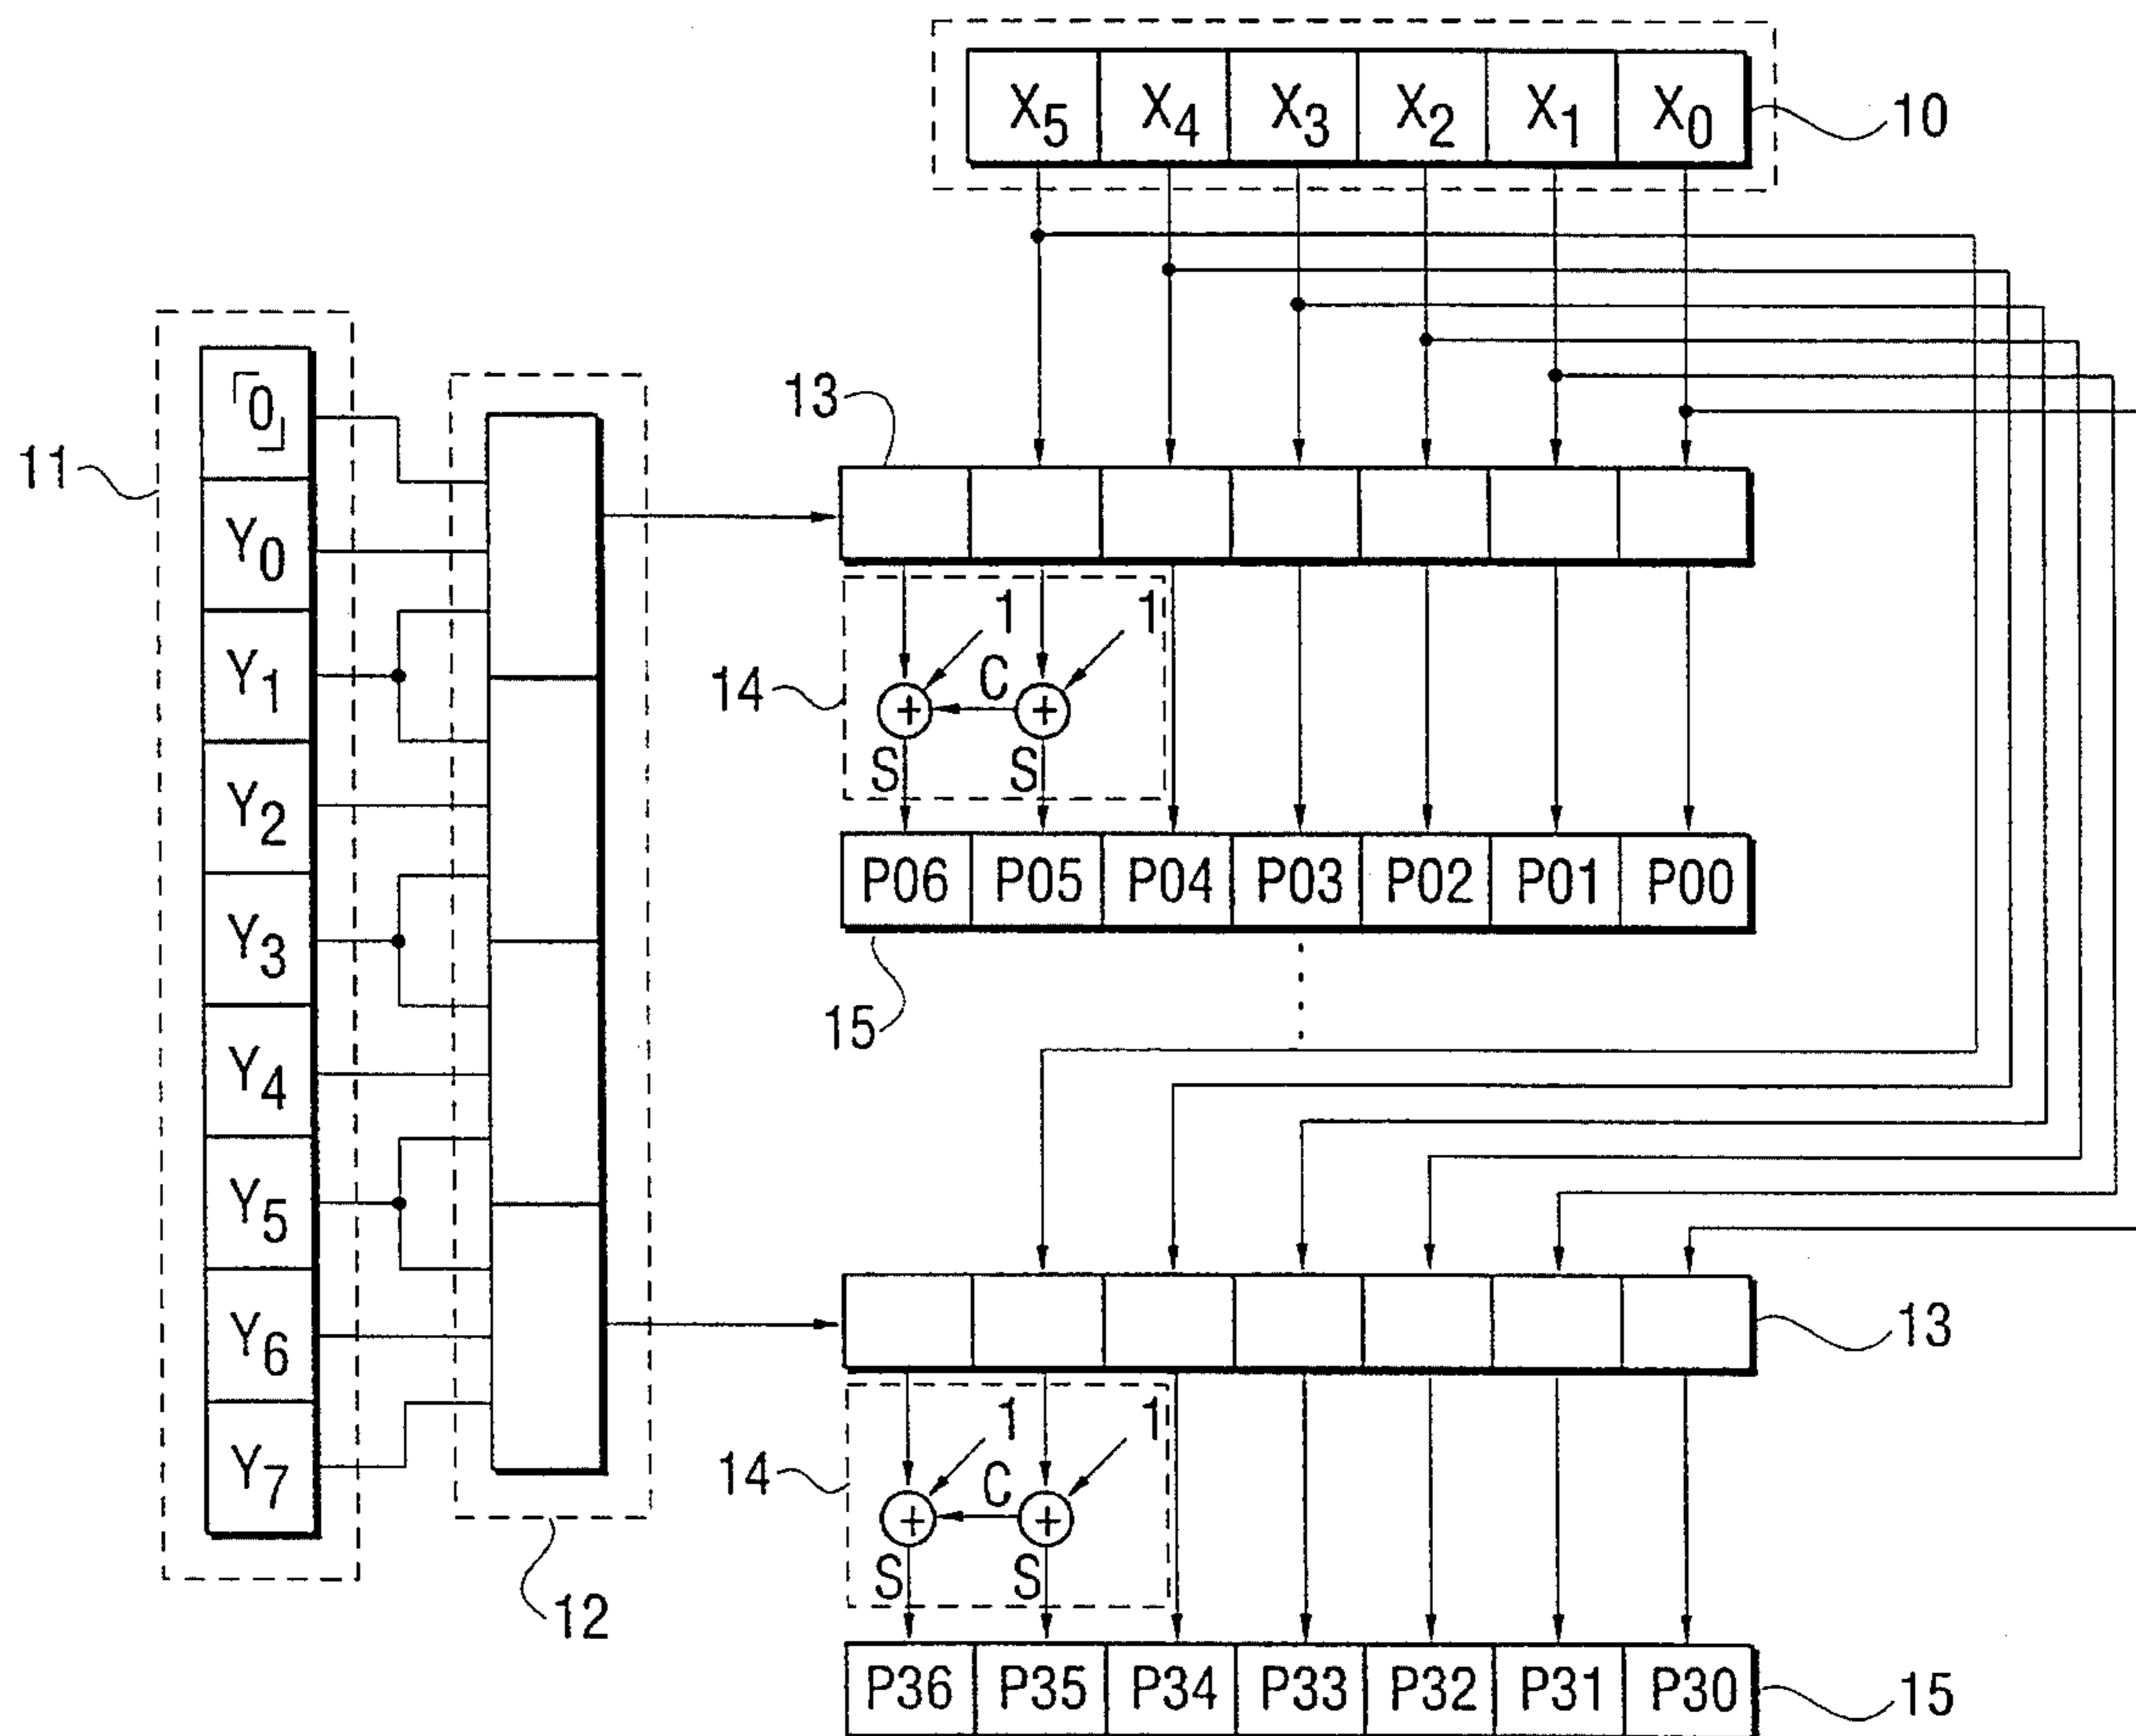 X5 X4 X3 X2 X1 X0
10
11
「0」
Y0
Y1
Y2
Y3
Y4
Y5
Y6
Y7
12
13
14
1 1
C
S S
P06 P05 P04 P03 P02 P01 P00
15
13
14
1 1
C
S S
P36 P35 P34 P33 P32 P31 P30
15